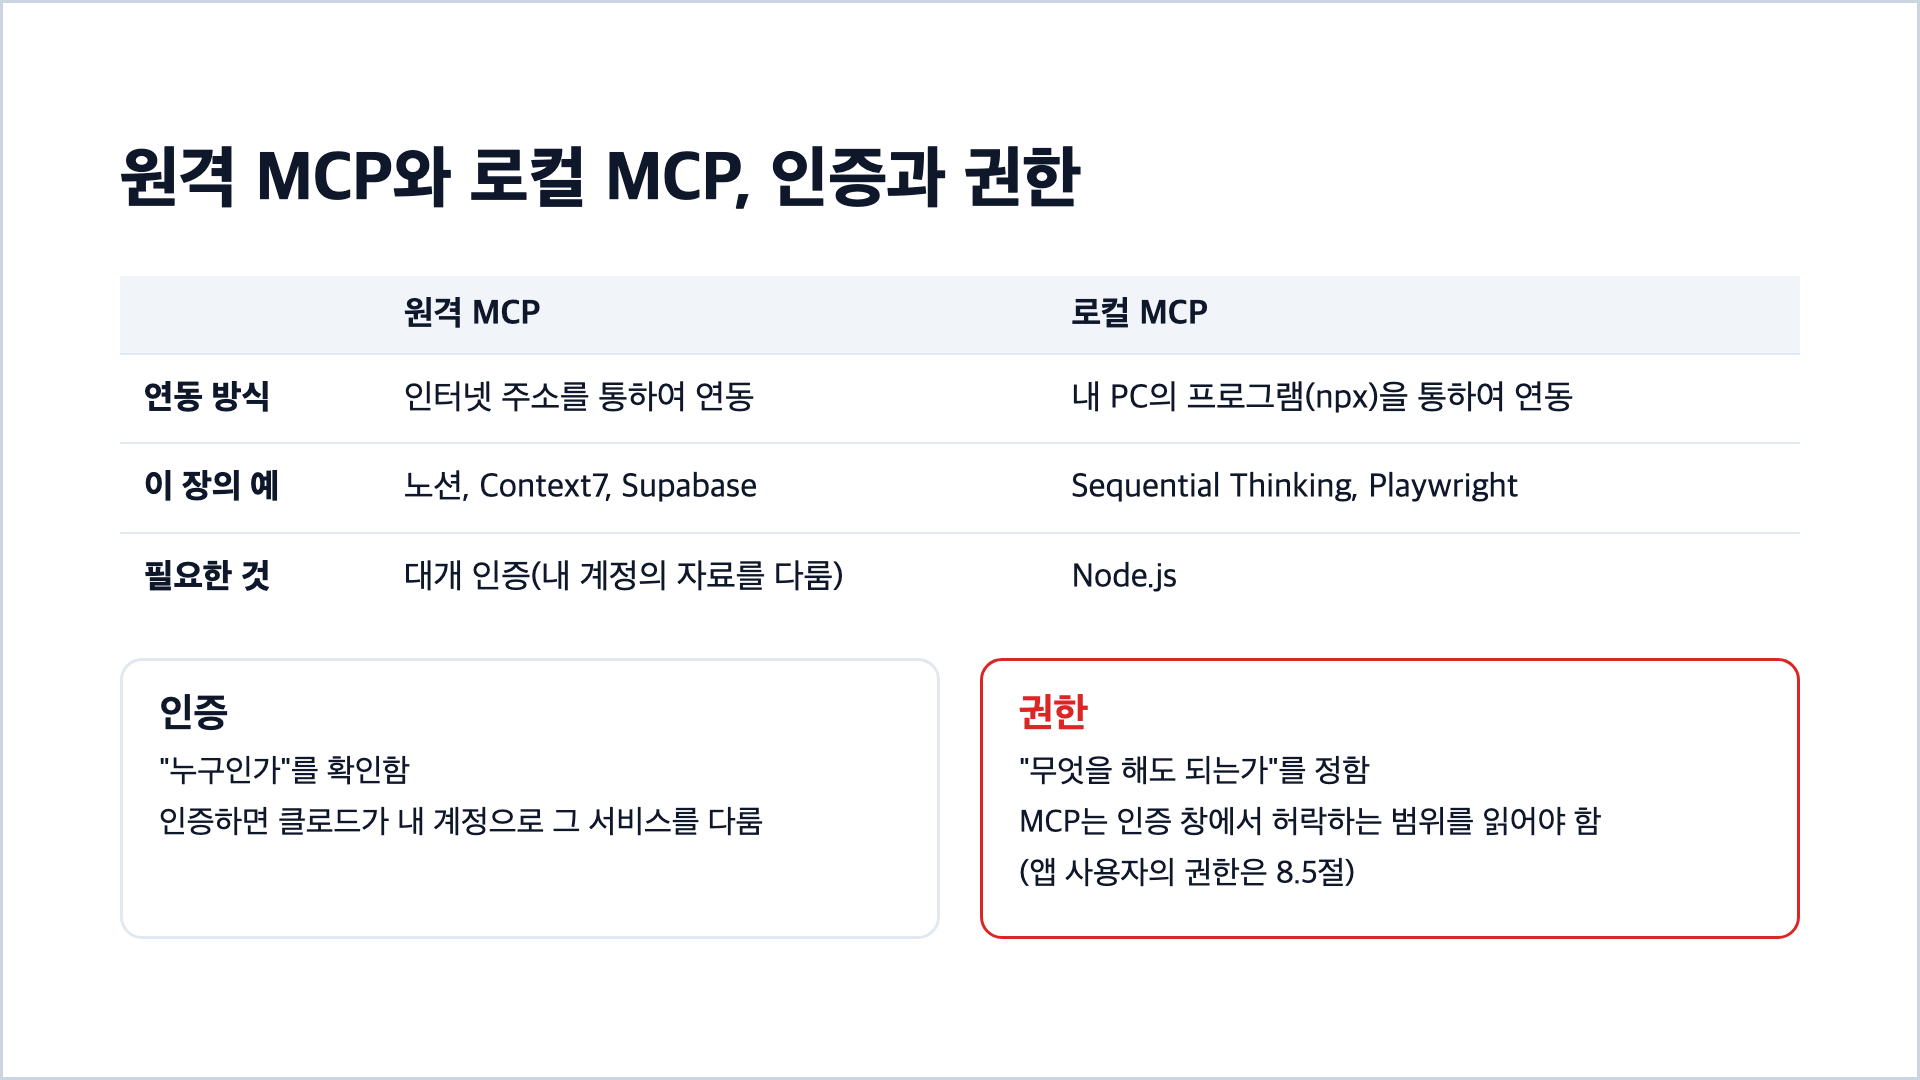 원격 MCP와 로컬 MCP, 인증과 권한
원격 MCP 로컬 MCP
연동 방식 인터넷 주소를 통하여 연동 내 PC의 프로그램(npx)을 통하여 연동
이 장의 예 노션, Context7, Supabase Sequential Thinking, Playwright
필요한 것 대개 인증(내 계정의 자료를 다룸) Node.js
인증
"누구인가"를 확인함
인증하면 클로드가 내 계정으로 그 서비스를 다룸
권한
"무엇을 해도 되는가"를 정함
MCP는 인증 창에서 허락하는 범위를 읽어야 함
(앱 사용자의 권한은 8.5절)